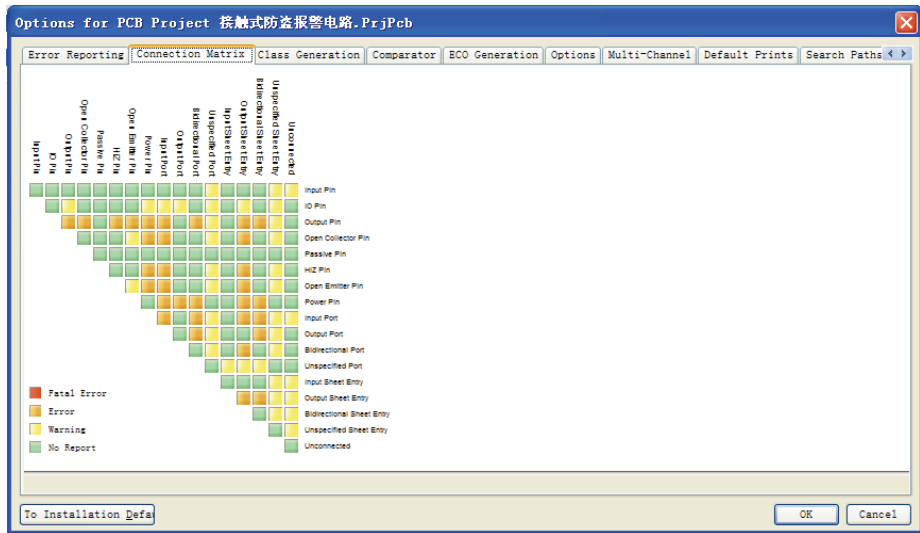 Options for PCB Project 接触式防盗报警电路.PrjPcb
Error Reporting Connection Matrix Class Generation Comparator ECO Generation Options Multi-Channel Default Prints Search Paths
Input Pin
IO Pin
Output Pin
Open Collector Pin
Passive Pin
HiZ Pin
Open Emitter Pin
Power Pin
Input Port
Output Port
Bidirectional Port
Unspecified Port
Input Sheet Entry
Output Sheet Entry
Bidirectional Sheet Entry
Unspecified Sheet Entry
Unconnected
Input Pin
IO Pin
Output Pin
Open Collector Pin
Passive Pin
HiZ Pin
Open Emitter Pin
Power Pin
Input Port
Output Port
Bidirectional Port
Unspecified Port
Input Sheet Entry
Output Sheet Entry
Bidirectional Sheet Entry
Unspecified Sheet Entry
Unconnected
Fatal Error
Error
Warning
No Report
To Installation Defa
OK Cancel